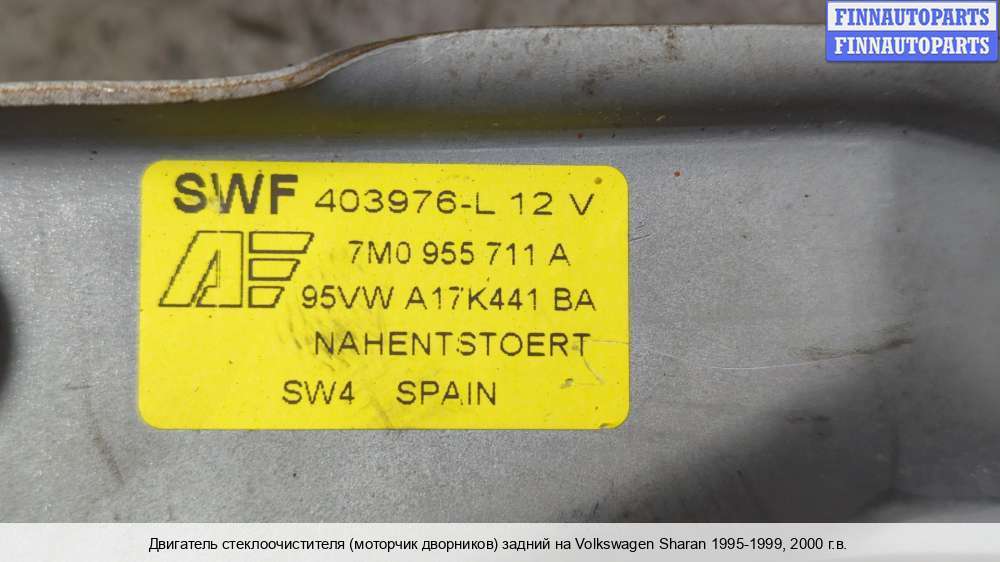 FINNAUTOPARTS
FINNAUTOPARTS
SWF 403976-L 12 V
7M0 955 711 A
95VW A17K441 BA
NAHENTSTOERT
SW4 SPAIN
Двигатель стеклоочистителя (моторчик дворников) задний на Volkswagen Sharan 1995-1999, 2000 г.в.